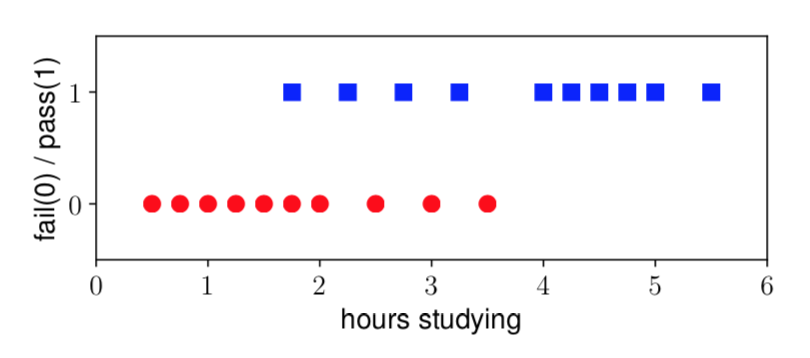 fail(0) / pass(1)
1
0
0 1 2 3 4 5 6
hours studying